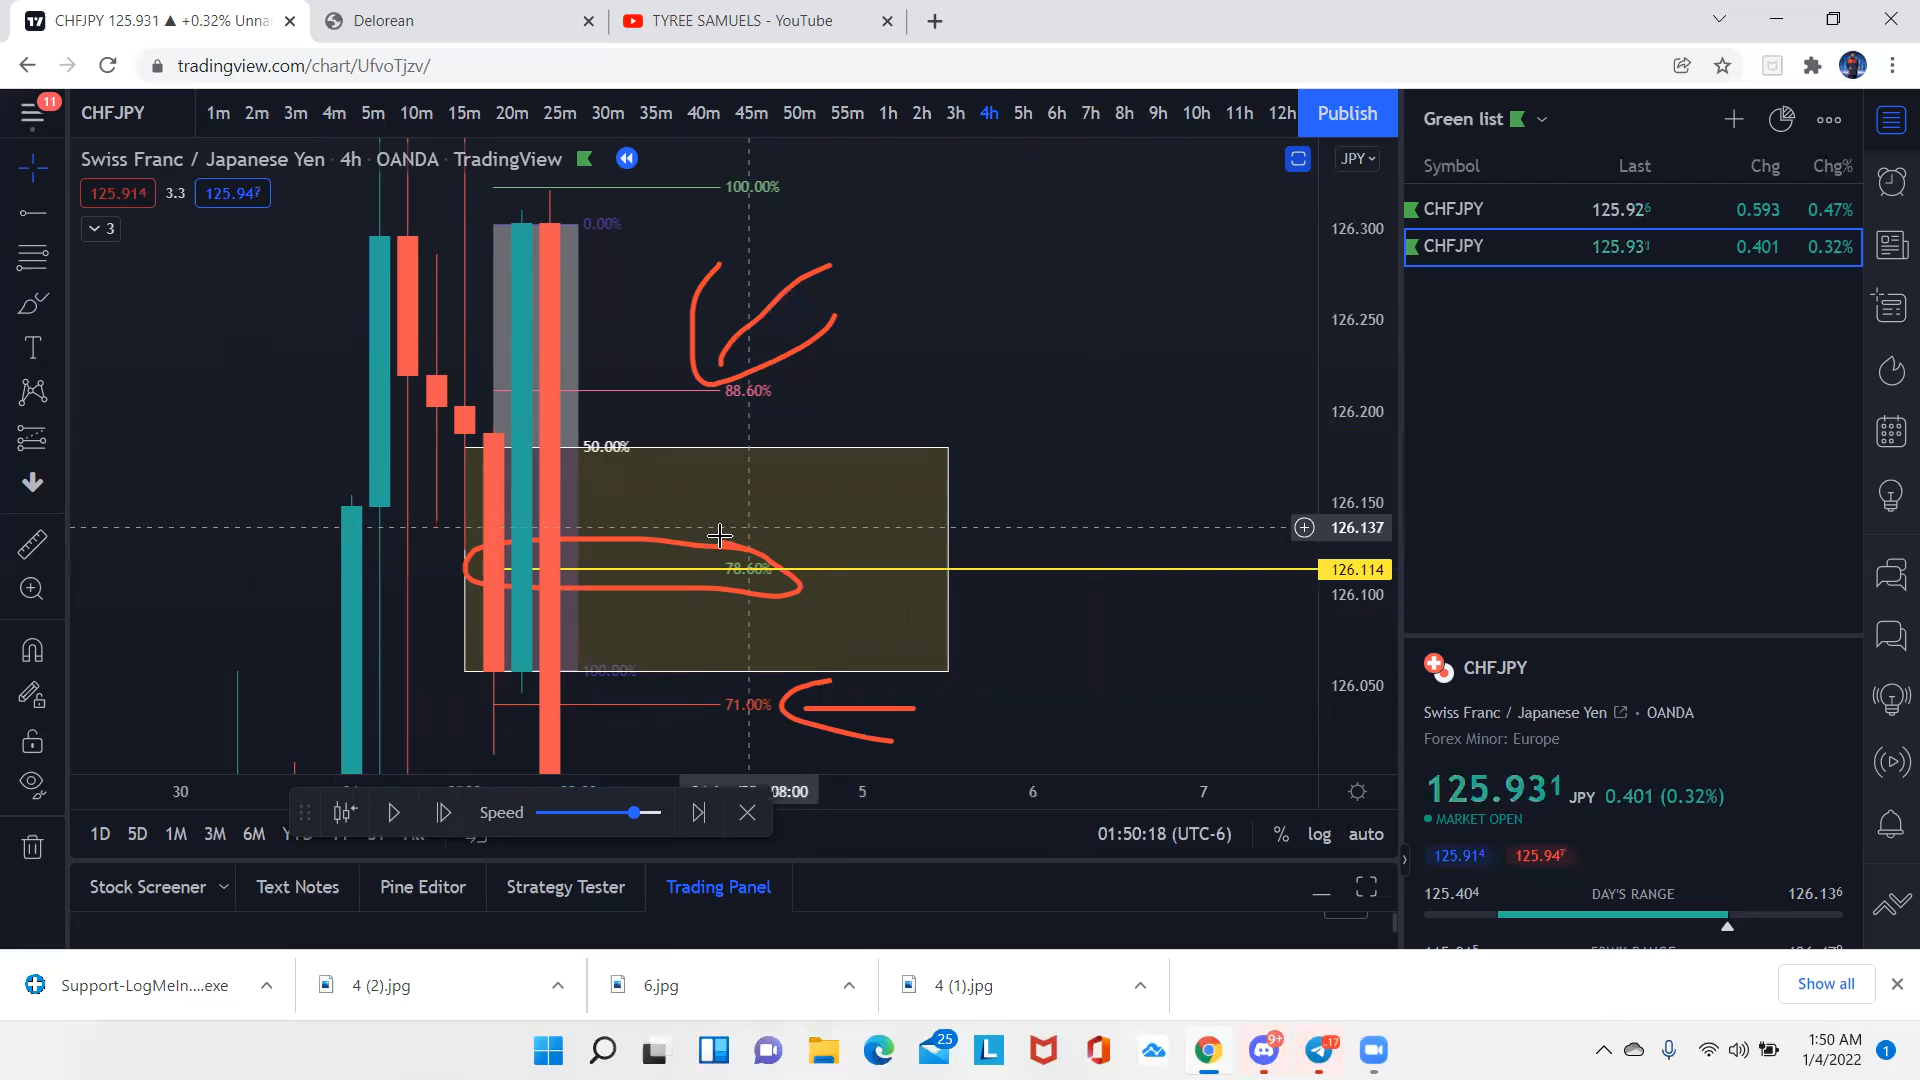 CHFJPY 125.931 ▲ +0.32% Unna
Delorean
TYREE SAMUELS - YouTube
tradingview.com/chart/UfvoTjzv/
11
CHFJPY
1m 2m 3m 4m 5m 10m 15m 20m 25m 30m 35m 40m 45m 50m 55m 1h 2h 3h 4h 5h 6h 7h 8h 9h 10h 11h 12h
Publish
Swiss Franc / Japanese Yen · 4h · OANDA · TradingView
JPY
125.914 3.3 125.947
3
100.00%
0.00%
88.60%
50.00%
78.60%
100.00%
71.00%
126.300
126.250
126.200
126.150
126.137
126.114
126.100
126.050
30 08:00 5 6 7
Speed
1D 5D 1M 3M 6M
01:50:18 (UTC-6) % log auto
Stock Screener Text Notes Pine Editor Strategy Tester Trading Panel
Green list
Symbol Last Chg Chg%
CHFJPY 125.926 0.593 0.47%
CHFJPY 125.931 0.401 0.32%
CHFJPY
Swiss Franc / Japanese Yen · OANDA
Forex Minor: Europe
125.931 JPY 0.401 (0.32%)
MARKET OPEN
125.914 125.947
125.404 DAY'S RANGE 126.136
Support-LogMeIn....exe
4 (2).jpg
6.jpg
4 (1).jpg
Show all
25
L
9+
17
1:50 AM
1/4/2022
1